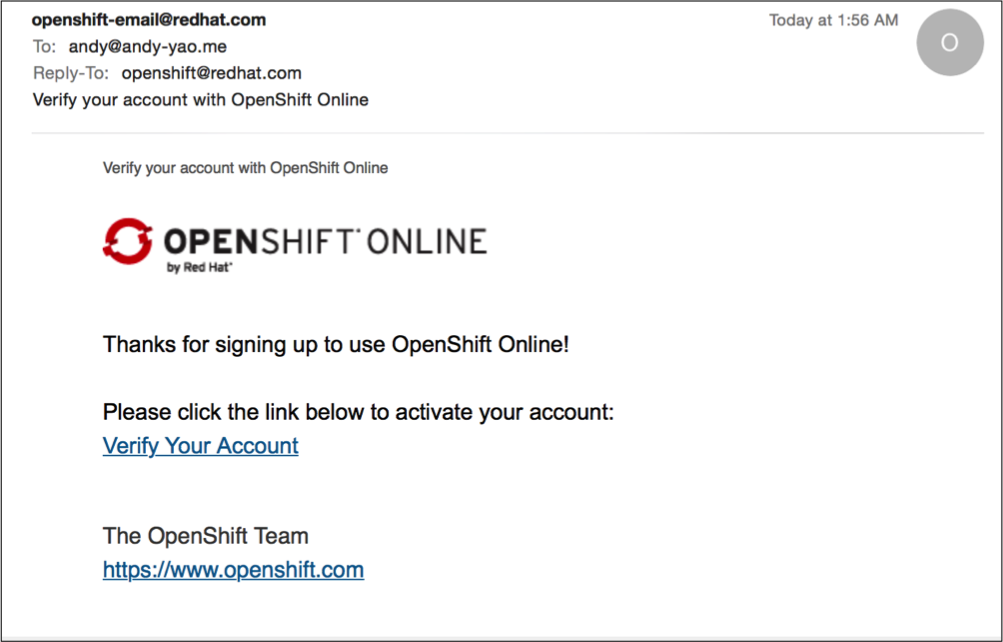 openshift-email@redhat.com
Today at 1:56 AM
O
To: andy@andy-yao.me
Reply-To: openshift@redhat.com
Verify your account with OpenShift Online
Verify your account with OpenShift Online
OPENSHIFT ONLINE
by Red Hat
Thanks for signing up to use OpenShift Online!
Please click the link below to activate your account:
Verify Your Account
The OpenShift Team
https://www.openshift.com